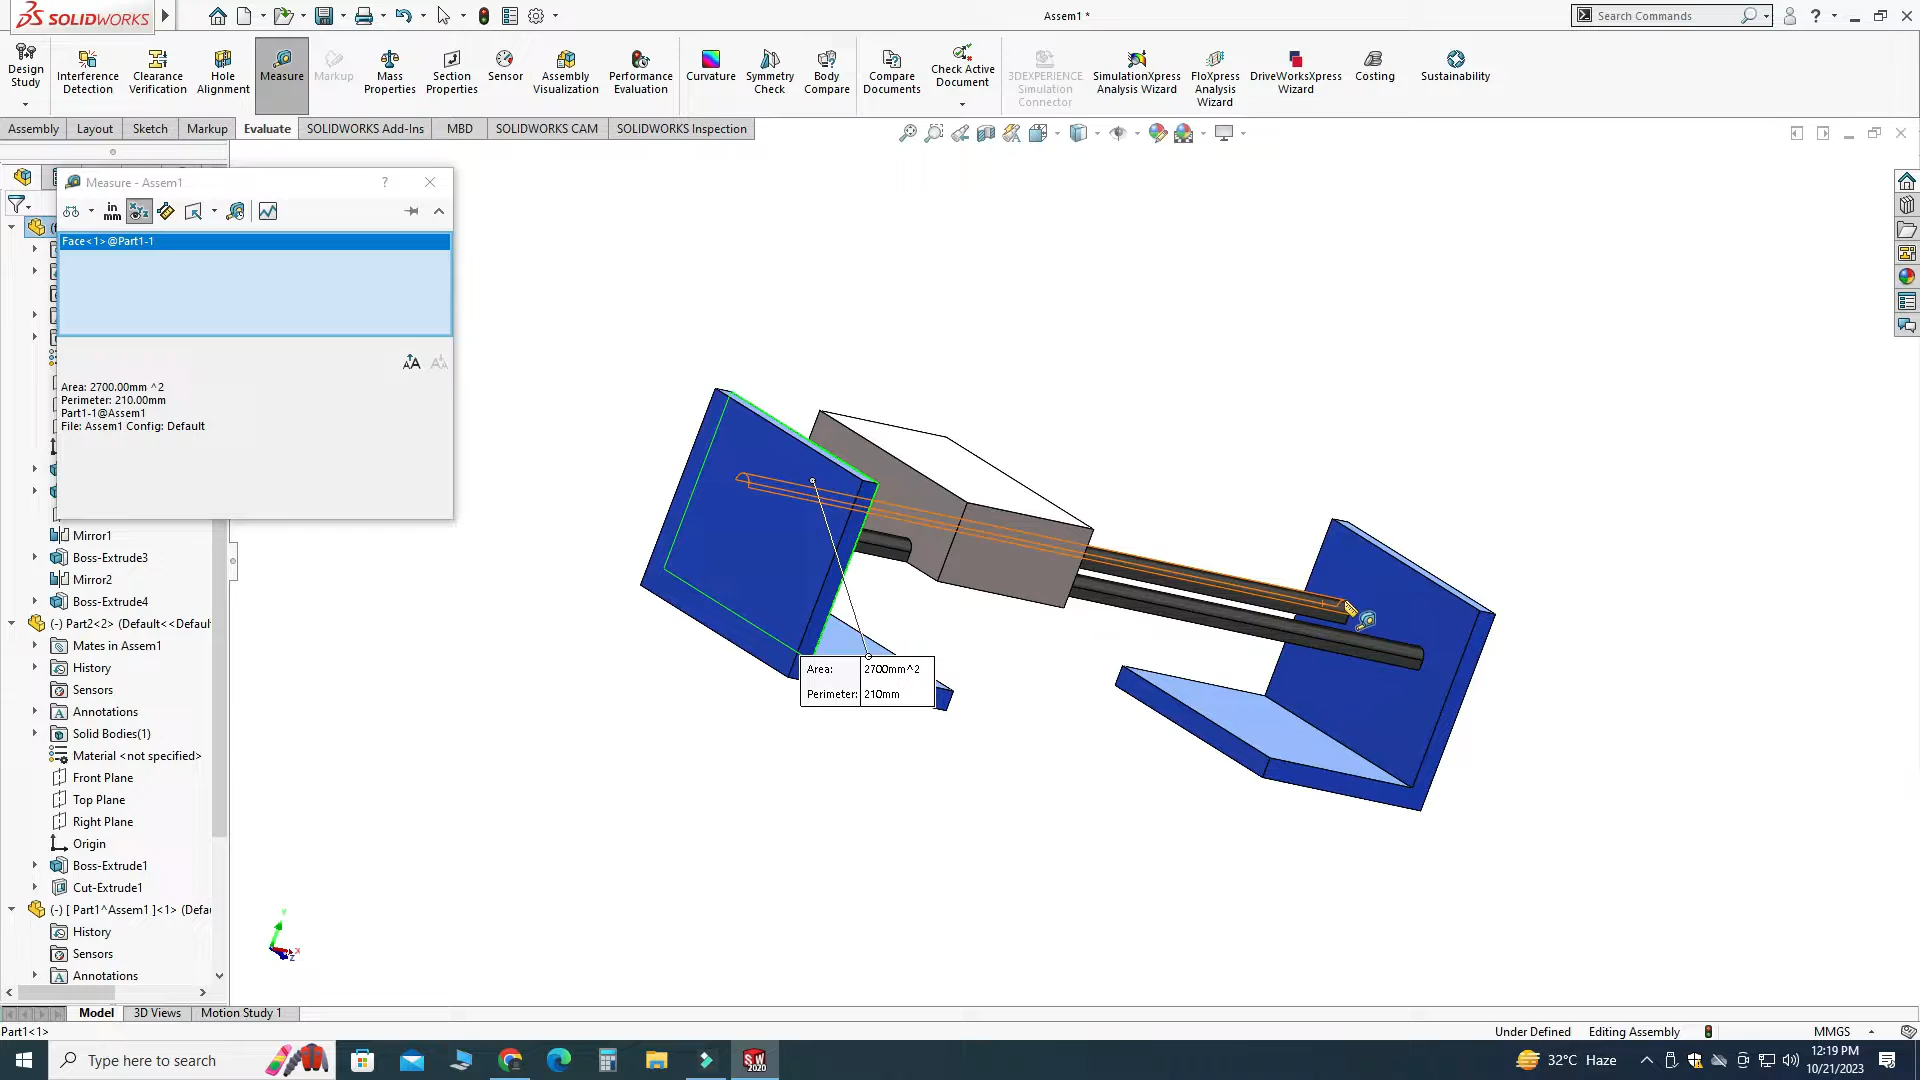 SOLIDWORKS
Assem1 *
Search Commands
Design Study
Interference Detection
Clearance Verification
Hole Alignment
Measure
Markup
Mass Properties
Section Properties
Sensor
Assembly Visualization
Performance Evaluation
Curvature
Symmetry Check
Body Compare
Compare Documents
Check Active Document
3DEXPERIENCE Simulation Connector
SimulationXpress Analysis Wizard
FloXpress Analysis Wizard
DriveWorksXpress Wizard
Costing
Sustainability
Assembly
Layout
Sketch
Markup
Evaluate
SOLIDWORKS Add-Ins
MBD
SOLIDWORKS CAM
SOLIDWORKS Inspection
Measure - Assem1
?
in
mm
Face<1>@Part1-1
Area: 2700.00mm ^2
Perimeter: 210.00mm
Part1-1@Assem1
File: Assem1 Config: Default
Mirror1
Boss-Extrude3
Mirror2
Boss-Extrude4
(-) Part2<2> (Default<<Defaul
Mates in Assem1
History
Sensors
Annotations
Solid Bodies(1)
Material <not specified>
Front Plane
Top Plane
Right Plane
Origin
Boss-Extrude1
Cut-Extrude1
(-) [ Part1^Assem1 ]<1> (Defa
History
Sensors
Annotations
Area: 2700mm^2
Perimeter: 210mm
Model
3D Views
Motion Study 1
Part1<1>
Under Defined
Editing Assembly
MMGS
Type here to search
SW
2020
32°C Haze
12:19 PM
10/21/2023